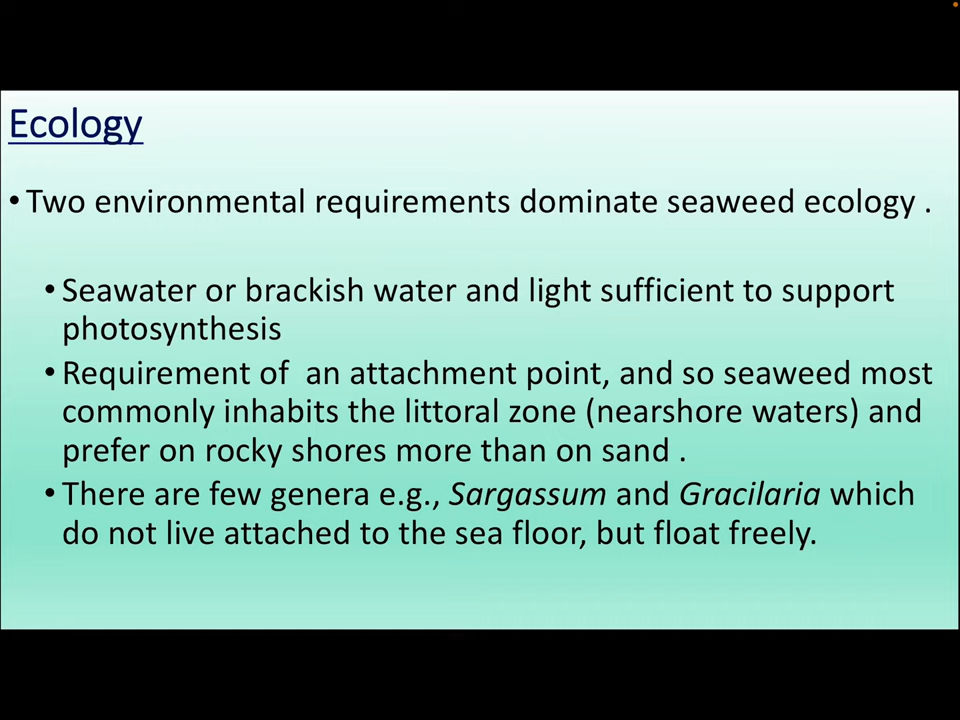 Ecology
• Two environmental requirements dominate seaweed ecology .
• Seawater or brackish water and light sufficient to support
photosynthesis
• Requirement of  an attachment point, and so seaweed most
commonly inhabits the littoral zone (nearshore waters) and
prefer on rocky shores more than on sand .
• There are few genera e.g., Sargassum and Gracilaria which
do not live attached to the sea floor, but float freely.